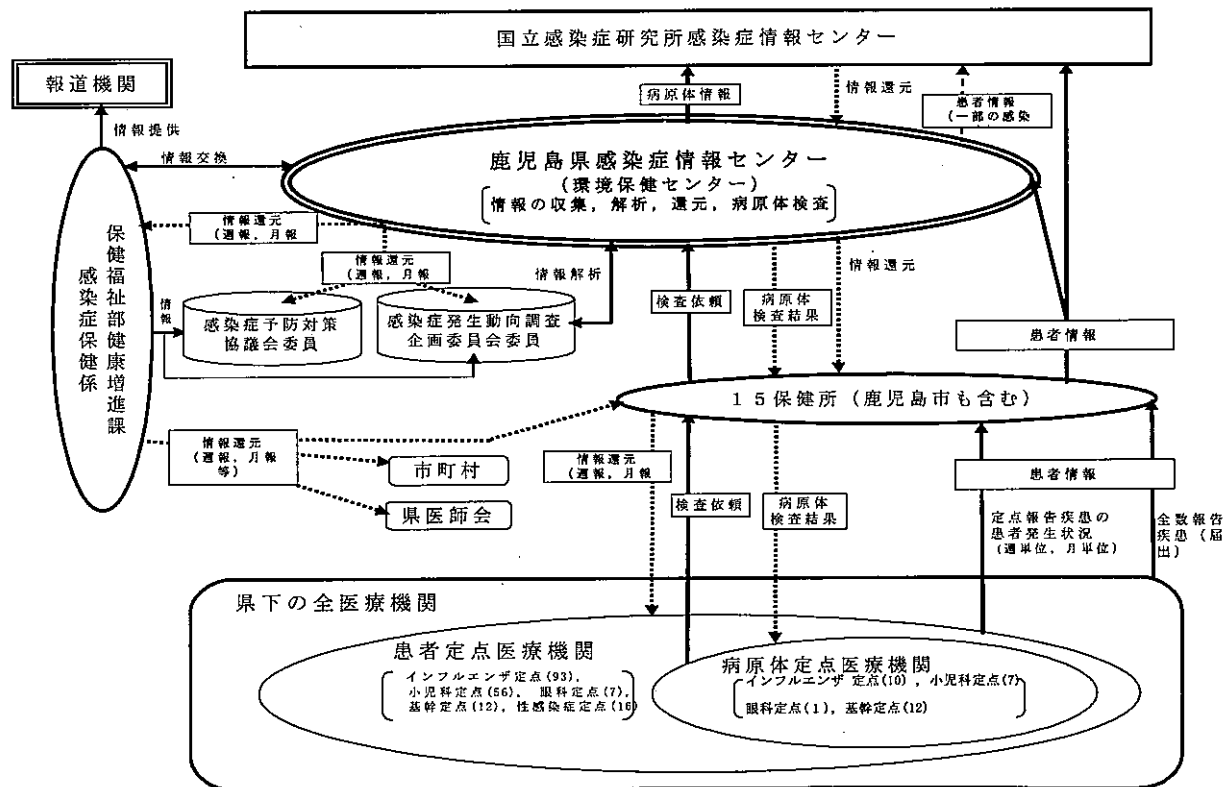 国立感染症研究所感染症情報センター
報道機関
病原体情報
情報還元
患者情報
(一部の感染
情報提供
情報交換
鹿児島県感染症情報センター
(環境保健センター)
情報の収集，解析，還元，病原体検査
情報還元
(週報，月報
情報還元
(週報，月報
保健福祉部健康増進課
感染症保健係
情報
感染症予防対策
協議会委員
感染症発生動向調査
企画委員会委員
情報解析
検査依頼
病原体
検査結果
情報還元
患者情報
１５保健所（鹿児島市も含む）
情報還元
(週報，月報
等)
市町村
県医師会
情報還元
(週報，月報
検査依頼
病原体
検査結果
患者情報
定点報告疾患の
患者発生状況
(週単位，月単位)
全数報告
疾患（届
出）
県下の全医療機関
患者定点医療機関
インフルエンザ定点(93)，
小児科定点(56)， 眼科定点(7)，
基幹定点(12)，性感染症定点(16)
病原体定点医療機関
インフルエンザ 定点(10) ，小児科定点(7)
眼科定点(1) ，基幹定点(12)